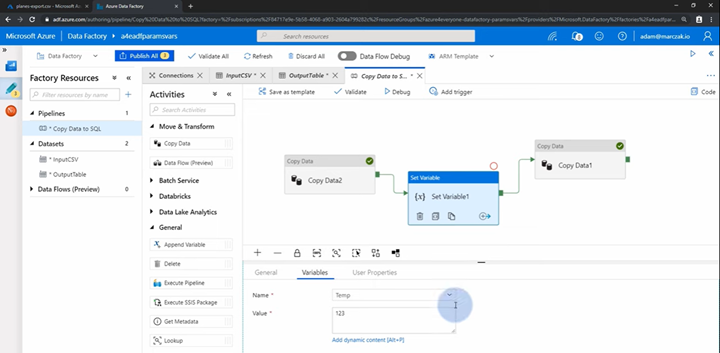 planes-export.csv - Microsoft Az
Azure Data Factory
adf.azure.com/authoring/pipeline/Copy%20Data%20to%20SQL?factory=%2Fsubscriptions%2F
Microsoft Azure
Data Factory
a4eadfparamsvars
Search resources
adam@marczak.io
Data Factory
Publish All
Validate All
Refresh
Discard All
Data Flow Debug
ARM Template
Factory Resources
Connections
InputCSV *
OutputTable *
* Copy Data to S...
Filter resources by name
Activities
Save as template
Validate
Debug
Add trigger
Code
Pipelines
1
Search Activities
* Copy Data to SQL
Move & Transform
Datasets
2
Copy Data
* InputCSV
Data Flow (Preview)
* OutputTable
Data Flows (Preview)
0
Batch Service
Databricks
Data Lake Analytics
General
Append Variable
Delete
Execute Pipeline
Execute SSIS Package
Get Metadata
Lookup
Copy Data
Copy Data2
Set Variable
{x}
Set Variable1
Copy Data
Copy Data1
General
Variables
User Properties
Name *
Temp
Value *
123
Add dynamic content [Alt+P]